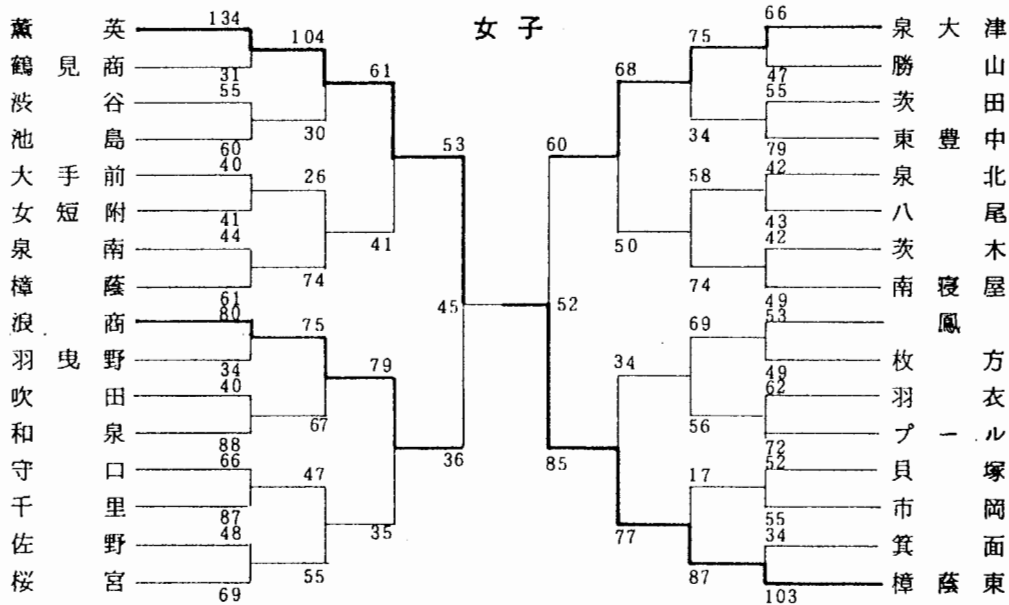 女子
薫英
鶴見商
渋谷
池島
大手前
女短附
泉南
樟蔭
浪商
羽曳野
吹田
和泉
守口
千里
佐野
桜宮
134
31
55
60
40
41
44
61
80
34
40
88
66
87
48
69
104
30
26
74
75
67
47
55
61
41
79
35
53
36
45
52
60
85
68
50
34
77
75
34
58
74
69
56
17
87
66
47
55
79
42
43
42
49
53
49
62
72
52
55
34
103
泉大津
勝山
茨田
東豊中
泉北
八尾
茨木
南寝屋
鳳
枚方
羽衣
プール
貝塚
市岡
箕面
樟蔭東